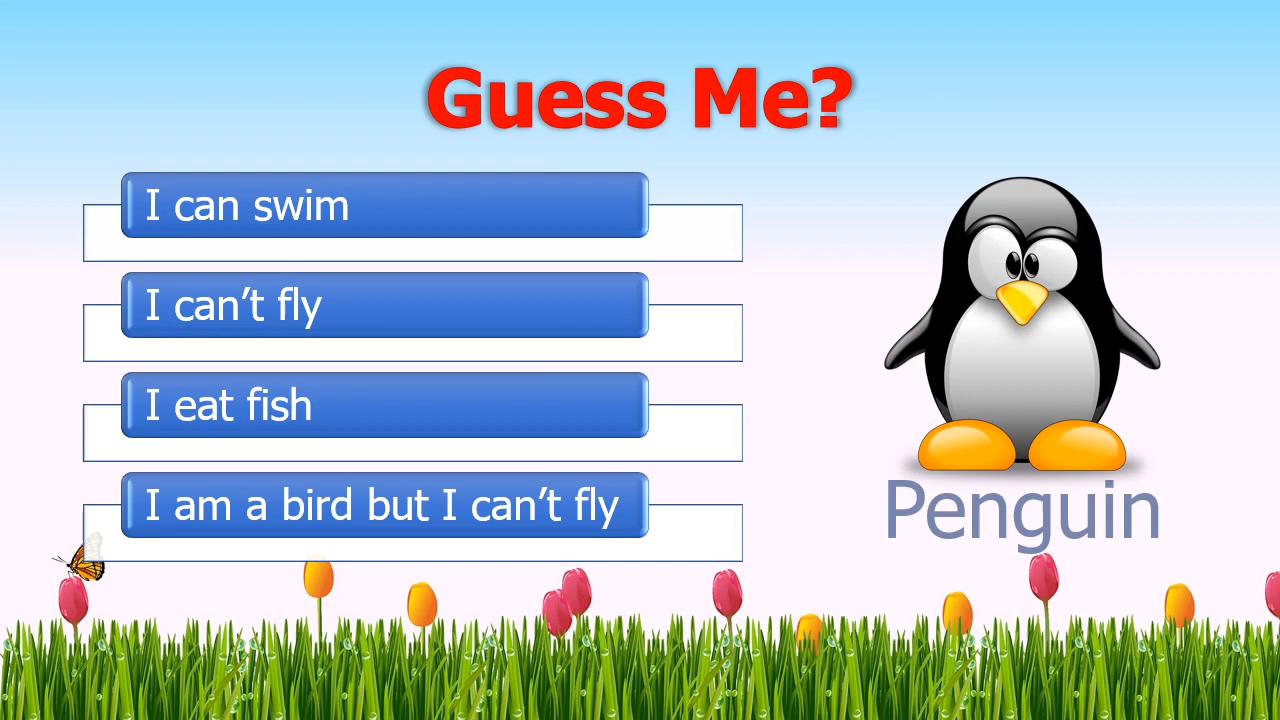 Guess Me?
I can swim
I can’t fly
I eat fish
I am a bird but I can’t fly
Penguin